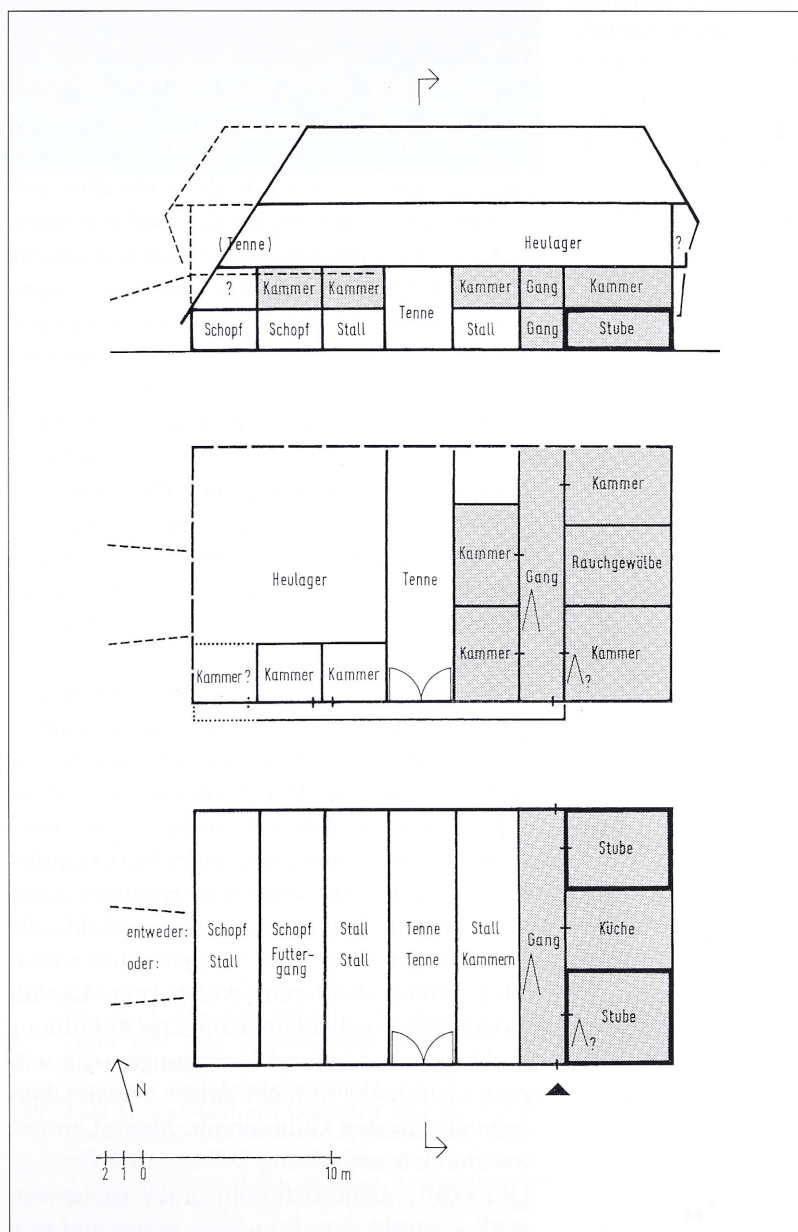 (Tenne) Heulager ?
? Kammer Kammer Kammer Gang Kammer
Tenne
Schopf Schopf Stall Stall Gang Stube
Kammer
Kammer Rauchgewölbe
Heulager Tenne Gang
Kammer? Kammer Kammer Kammer Kammer
?
Stube
entweder: Schopf Schopf Stall Tenne Stall Gang Küche
oder: Stall Futter-gang Stall Tenne Kammern
Stube
?
N
2 1 0 10 m